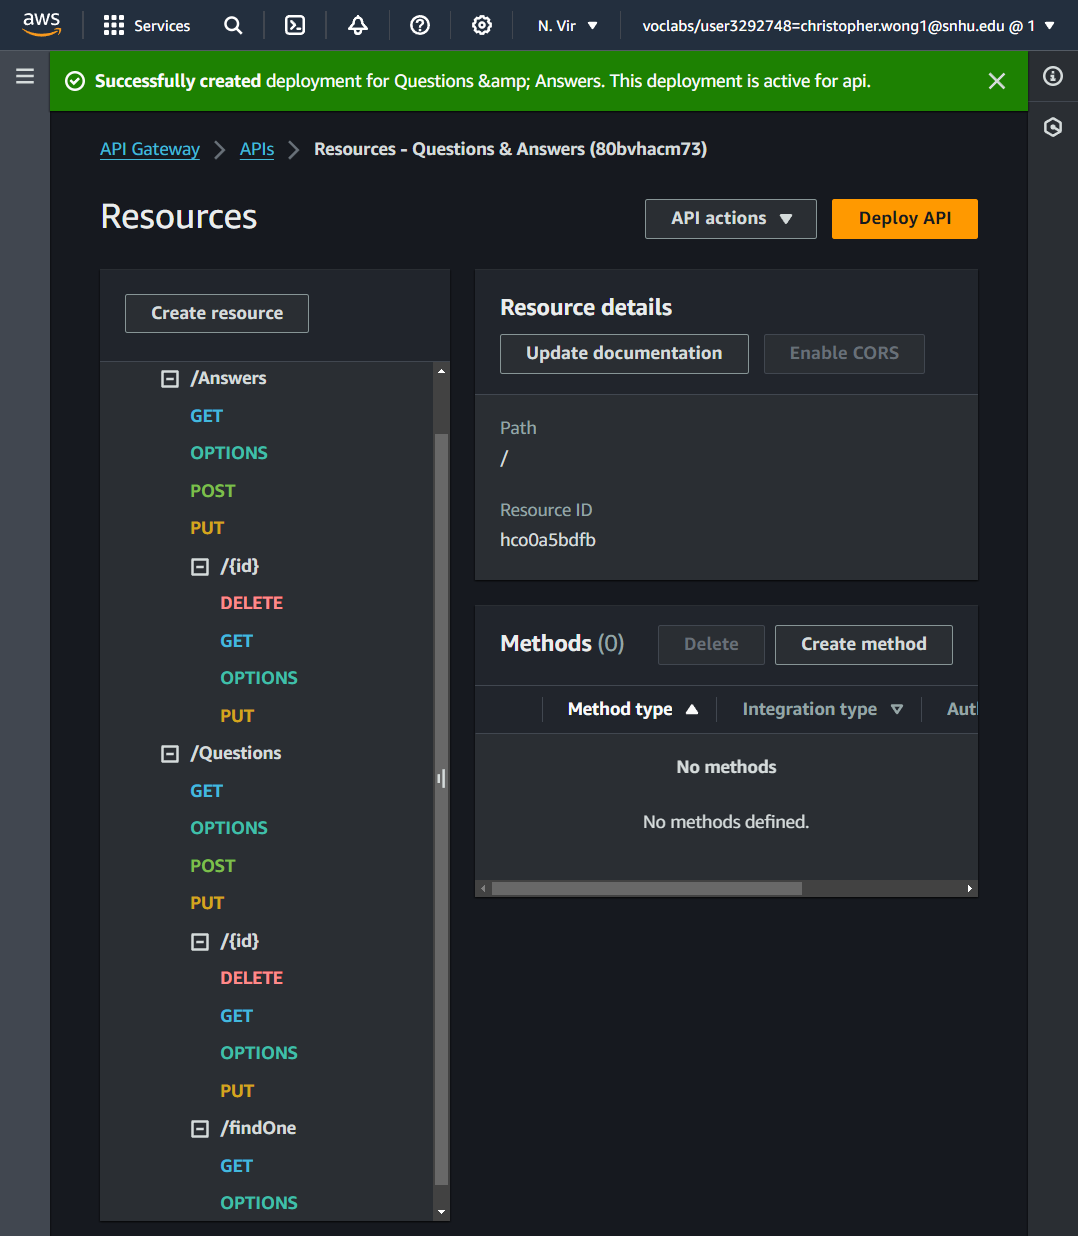 aws Services N. Vir voclabs/user3292748=christopher.wong1@snhu.edu @ 1
Successfully created deployment for Questions &amp; Answers. This deployment is active for api.
API Gateway APIs Resources - Questions & Answers (80bvhacm73)
Resources
API actions Deploy API
Create resource
/Answers
GET
OPTIONS
POST
PUT
/{id}
DELETE
GET
OPTIONS
PUT
/Questions
GET
OPTIONS
POST
PUT
/{id}
DELETE
GET
OPTIONS
PUT
/findOne
GET
OPTIONS
Resource details
Update documentation Enable CORS
Path
/
Resource ID
hco0a5bdfb
Methods (0) Delete Create method
Method type Integration type Aut
No methods
No methods defined.